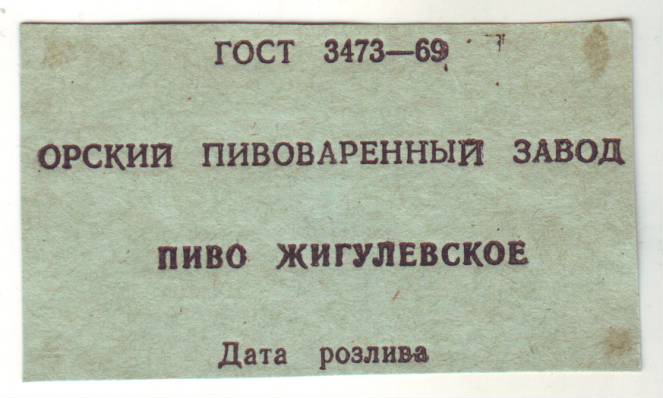 ГОСТ 3473—69
ОРСКИЙ ПИВОВАРЕННЫЙ ЗАВОД
ПИВО ЖИГУЛЕВСКОЕ
Дата розлива